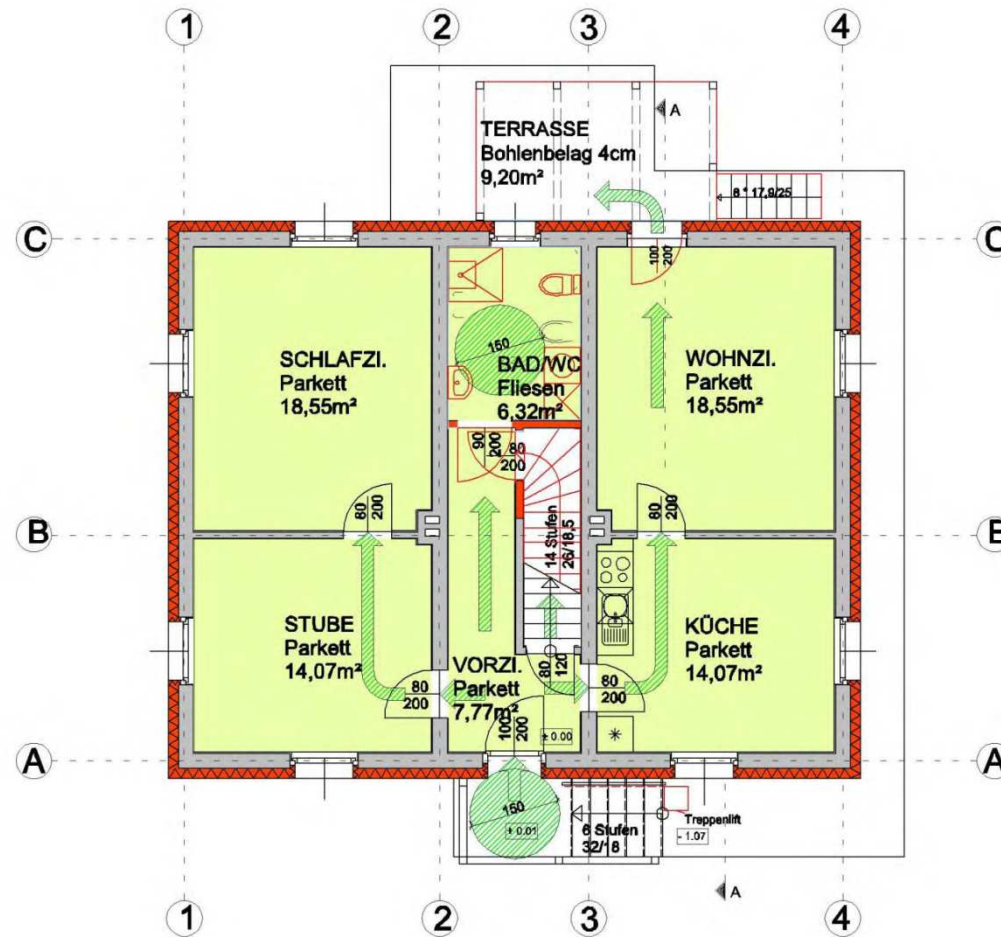 1 2 3 4
A
TERRASSE
Bohlenbelag 4cm
9,20m²
6 * 17,9/25
C C
100
200
150
SCHLAFZI.
Parkett
18,55m²
BAD/WC
Fliesen
6,32m²
WOHNZI.
Parkett
18,55m²
90
200
80
200
80
200
80
200
B B
14 Stufen
26/18,5
STUBE
Parkett
14,07m²
KÜCHE
Parkett
14,07m²
VORZI.
Parkett
7,77m²
80
200
80
120
80
200
100
200
± 0.00
A A
150
± 0.01
6 Stufen
32/18
Treppenlift
- 1.07
A
1 2 3 4